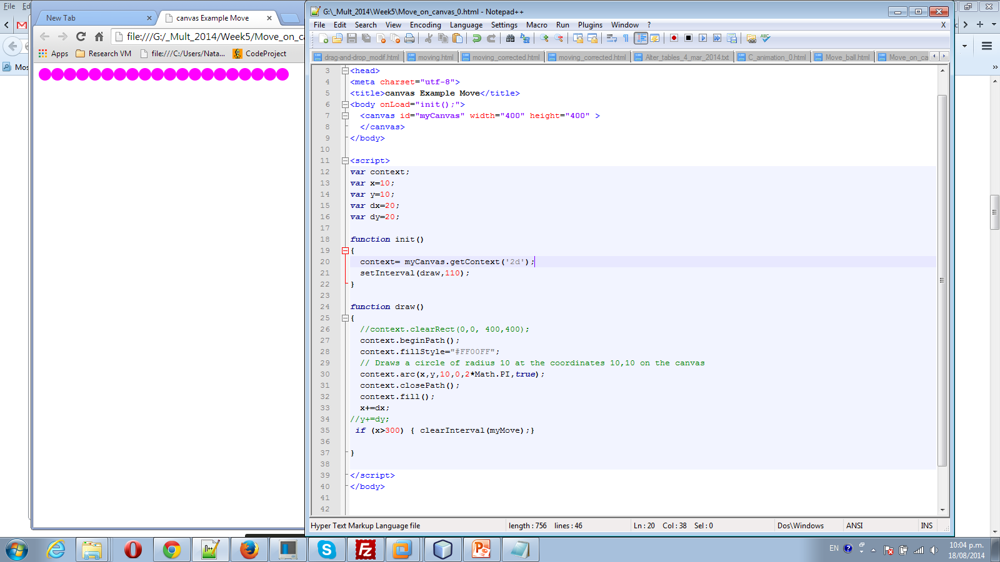 File Ed
New Tab
canvas Example Move
file:///G:/_Mult_2014/Week5/Move_on_ca
Apps
Research VM
file:///C:/Users/Nata...
CodeProject
Mos
G:\_Mult_2014\Week5\Move_on_canvas_0.html - Notepad++
File Edit Search View Encoding Language Settings Macro Run Plugins Window ? X
drag-and-drop_modif.html moving.html moving_corrected.html moving_corrected.html Alter_tables_4_mar_2014.txt C_animation_0.html Move_ball.html Move_on_ca
3 <head>
4 <meta charset="utf-8">
5 <title>canvas Example Move</title>
6 <body onLoad="init();">
7 <canvas id="myCanvas" width="400" height="400" >
8 </canvas>
9 </body>
10
11 <script>
12 var context;
13 var x=10;
14 var y=10;
15 var dx=20;
16 var dy=20;
17
18 function init()
19 {
20 context= myCanvas.getContext('2d');
21 setInterval(draw,110);
22 }
23
24 function draw()
25 {
26 //context.clearRect(0,0, 400,400);
27 context.beginPath();
28 context.fillStyle="#FF00FF";
29 // Draws a circle of radius 10 at the coordinates 10,10 on the canvas
30 context.arc(x,y,10,0,2*Math.PI,true);
31 context.closePath();
32 context.fill();
33 x+=dx;
34 //y+=dy;
35 if (x>300) { clearInterval(myMove);}
36
37 }
38
39 </script>
40 </body>
41
42
Hyper Text Markup Language file length : 756 lines : 46 Ln : 20 Col : 38 Sel : 0 Dos\Windows ANSI INS
EN
10:04 p.m.
18/08/2014